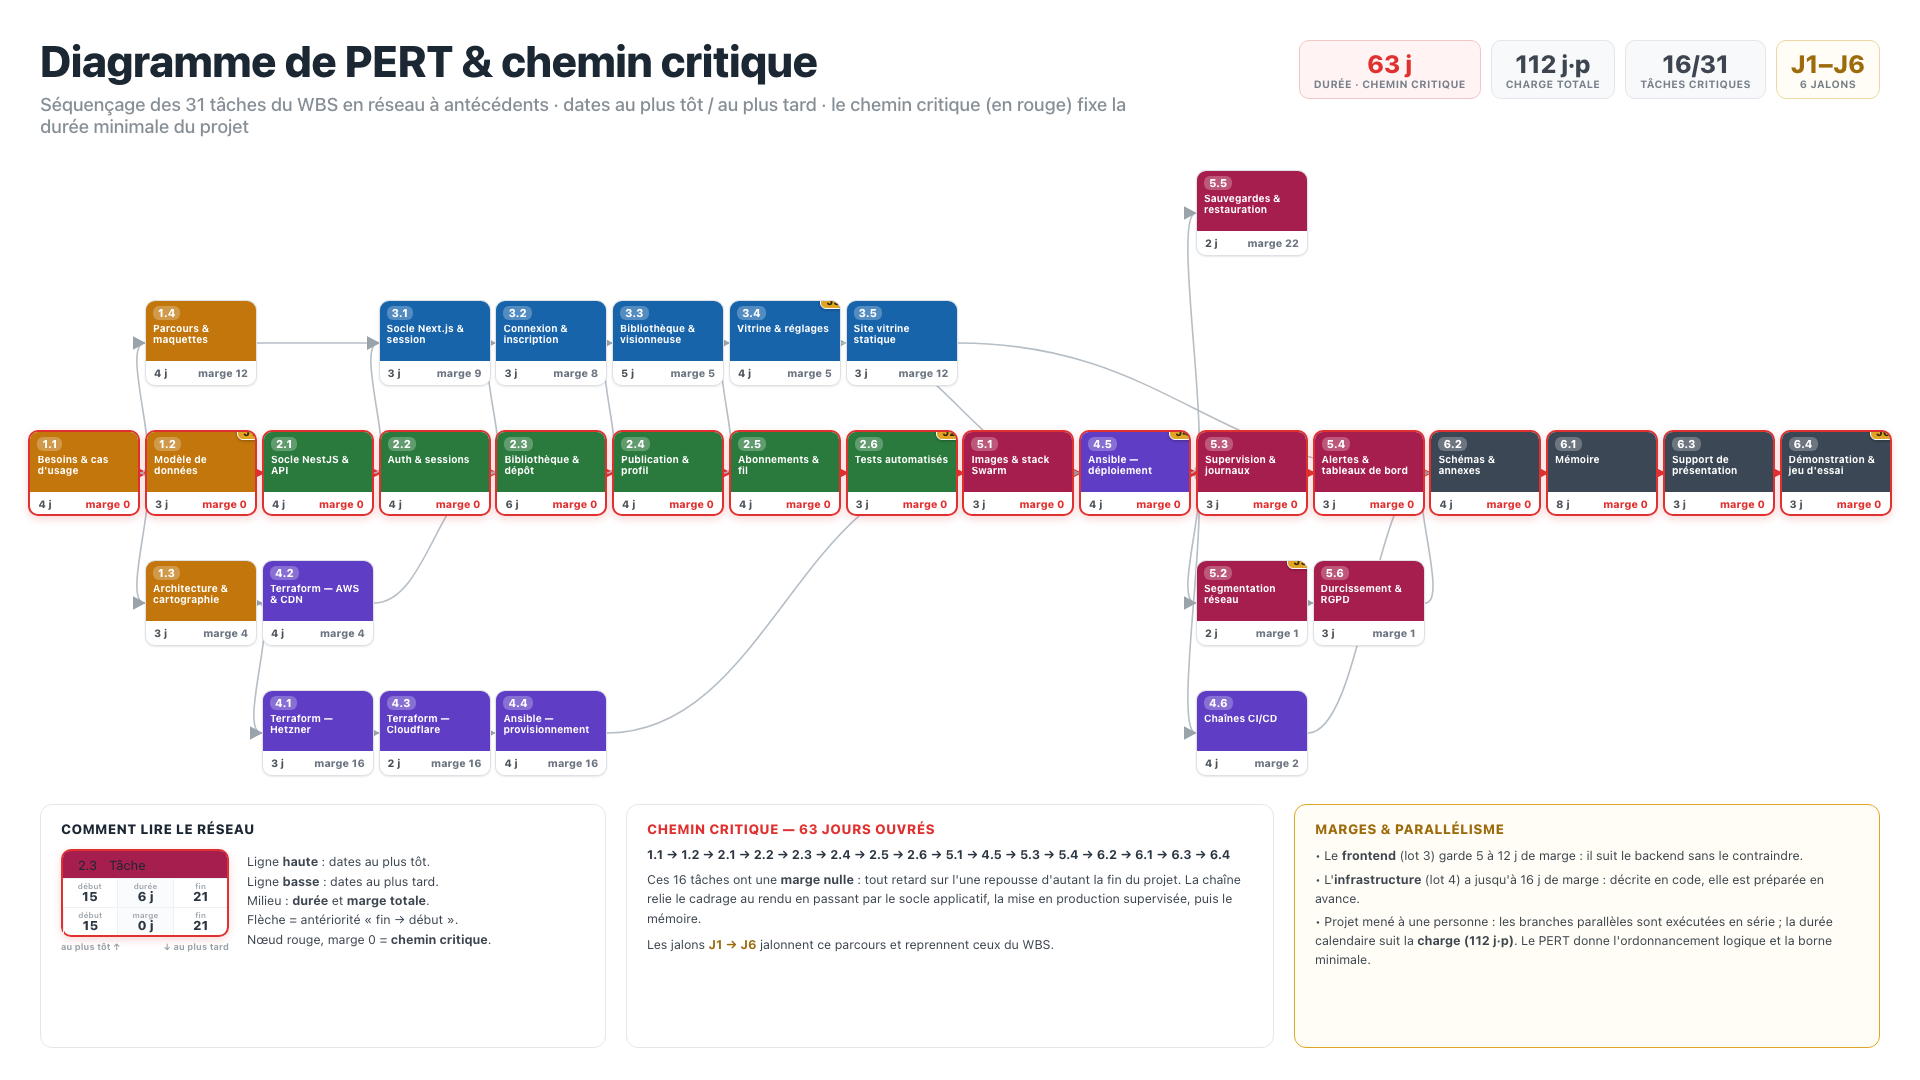 Diagramme de PERT & chemin critique
Séquençage des 31 tâches du WBS en réseau à antécédents · dates au plus tôt / au plus tard · le chemin critique (en rouge) fixe la
durée minimale du projet
63 j
DURÉE · CHEMIN CRITIQUE
112 j·p
CHARGE TOTALE
16/31
TÂCHES CRITIQUES
J1–J6
6 JALONS
5.5
Sauvegardes &
restauration
2 j marge 22
1.4
Parcours &
maquettes
4 j marge 12
3.1
Socle Next.js &
session
3 j marge 9
3.2
Connexion &
inscription
3 j marge 8
3.3
Bibliothèque &
visionneuse
5 j marge 5
3.4
Vitrine & réglages
4 j marge 5
3.5
Site vitrine
statique
3 j marge 12
1.1
Besoins & cas
d'usage
4 j marge 0
1.2
Modèle de
données
3 j marge 0
2.1
Socle NestJS &
API
4 j marge 0
2.2
Auth & sessions
4 j marge 0
2.3
Bibliothèque &
dépôt
6 j marge 0
2.4
Publication &
profil
4 j marge 0
2.5
Abonnements &
fil
4 j marge 0
2.6
Tests automatisés
3 j marge 0
5.1
Images & stack
Swarm
3 j marge 0
4.5
Ansible —
déploiement
4 j marge 0
5.3
Supervision &
journaux
3 j marge 0
5.4
Alertes &
tableaux de bord
3 j marge 0
6.2
Schémas &
annexes
4 j marge 0
6.1
Mémoire
8 j marge 0
6.3
Support de
présentation
3 j marge 0
6.4
Démonstration &
jeu d'essai
3 j marge 0
1.3
Architecture &
cartographie
3 j marge 4
4.2
Terraform — AWS
& CDN
4 j marge 4
5.2
Segmentation
réseau
2 j marge 1
5.6
Durcissement &
RGPD
3 j marge 1
4.1
Terraform —
Hetzner
3 j marge 16
4.3
Terraform —
Cloudflare
2 j marge 16
4.4
Ansible —
provisionnement
4 j marge 16
4.6
Chaînes CI/CD
4 j marge 2
COMMENT LIRE LE RÉSEAU
2.3 Tâche
début durée fin
15 6 j 21
début marge fin
15 0 j 21
au plus tôt ↑ ↓ au plus tard
Ligne haute : dates au plus tôt.
Ligne basse : dates au plus tard.
Milieu : durée et marge totale.
Flèche = antériorité « fin → début ».
Nœud rouge, marge 0 = chemin critique.
CHEMIN CRITIQUE — 63 JOURS OUVRÉS
1.1 → 1.2 → 2.1 → 2.2 → 2.3 → 2.4 → 2.5 → 2.6 → 5.1 → 4.5 → 5.3 → 5.4 → 6.2 → 6.1 → 6.3 → 6.4
Ces 16 tâches ont une marge nulle : tout retard sur l'une repousse d'autant la fin du projet. La chaîne
relie le cadrage au rendu en passant par le socle applicatif, la mise en production supervisée, puis le
mémoire.
Les jalons J1 → J6 jalonnent ce parcours et reprennent ceux du WBS.
MARGES & PARALLÉLISME
• Le frontend (lot 3) garde 5 à 12 j de marge : il suit le backend sans le contraindre.
• L'infrastructure (lot 4) a jusqu'à 16 j de marge : décrite en code, elle est préparée en
avance.
• Projet mené à une personne : les branches parallèles sont exécutées en série ; la durée
calendaire suit la charge (112 j·p). Le PERT donne l'ordonnancement logique et la borne
minimale.